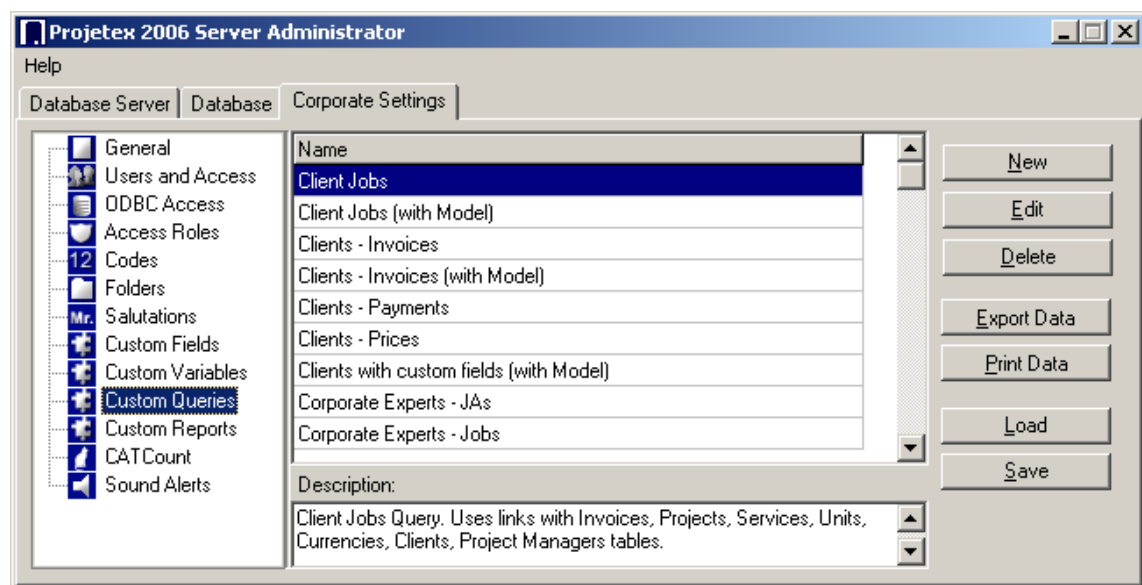 Projetex 2006 Server Administrator
Help
Database Server
Database
Corporate Settings
General
Users and Access
ODBC Access
Access Roles
12 Codes
Folders
Mr. Salutations
Custom Fields
Custom Variables
Custom Queries
Custom Reports
CATCount
Sound Alerts
Name
Client Jobs
Client Jobs (with Model)
Clients - Invoices
Clients - Invoices (with Model)
Clients - Payments
Clients - Prices
Clients with custom fields (with Model)
Corporate Experts - JAs
Corporate Experts - Jobs
Description:
Client Jobs Query. Uses links with Invoices, Projects, Services, Units,
Currencies, Clients, Project Managers tables.
New
Edit
Delete
Export Data
Print Data
Load
Save